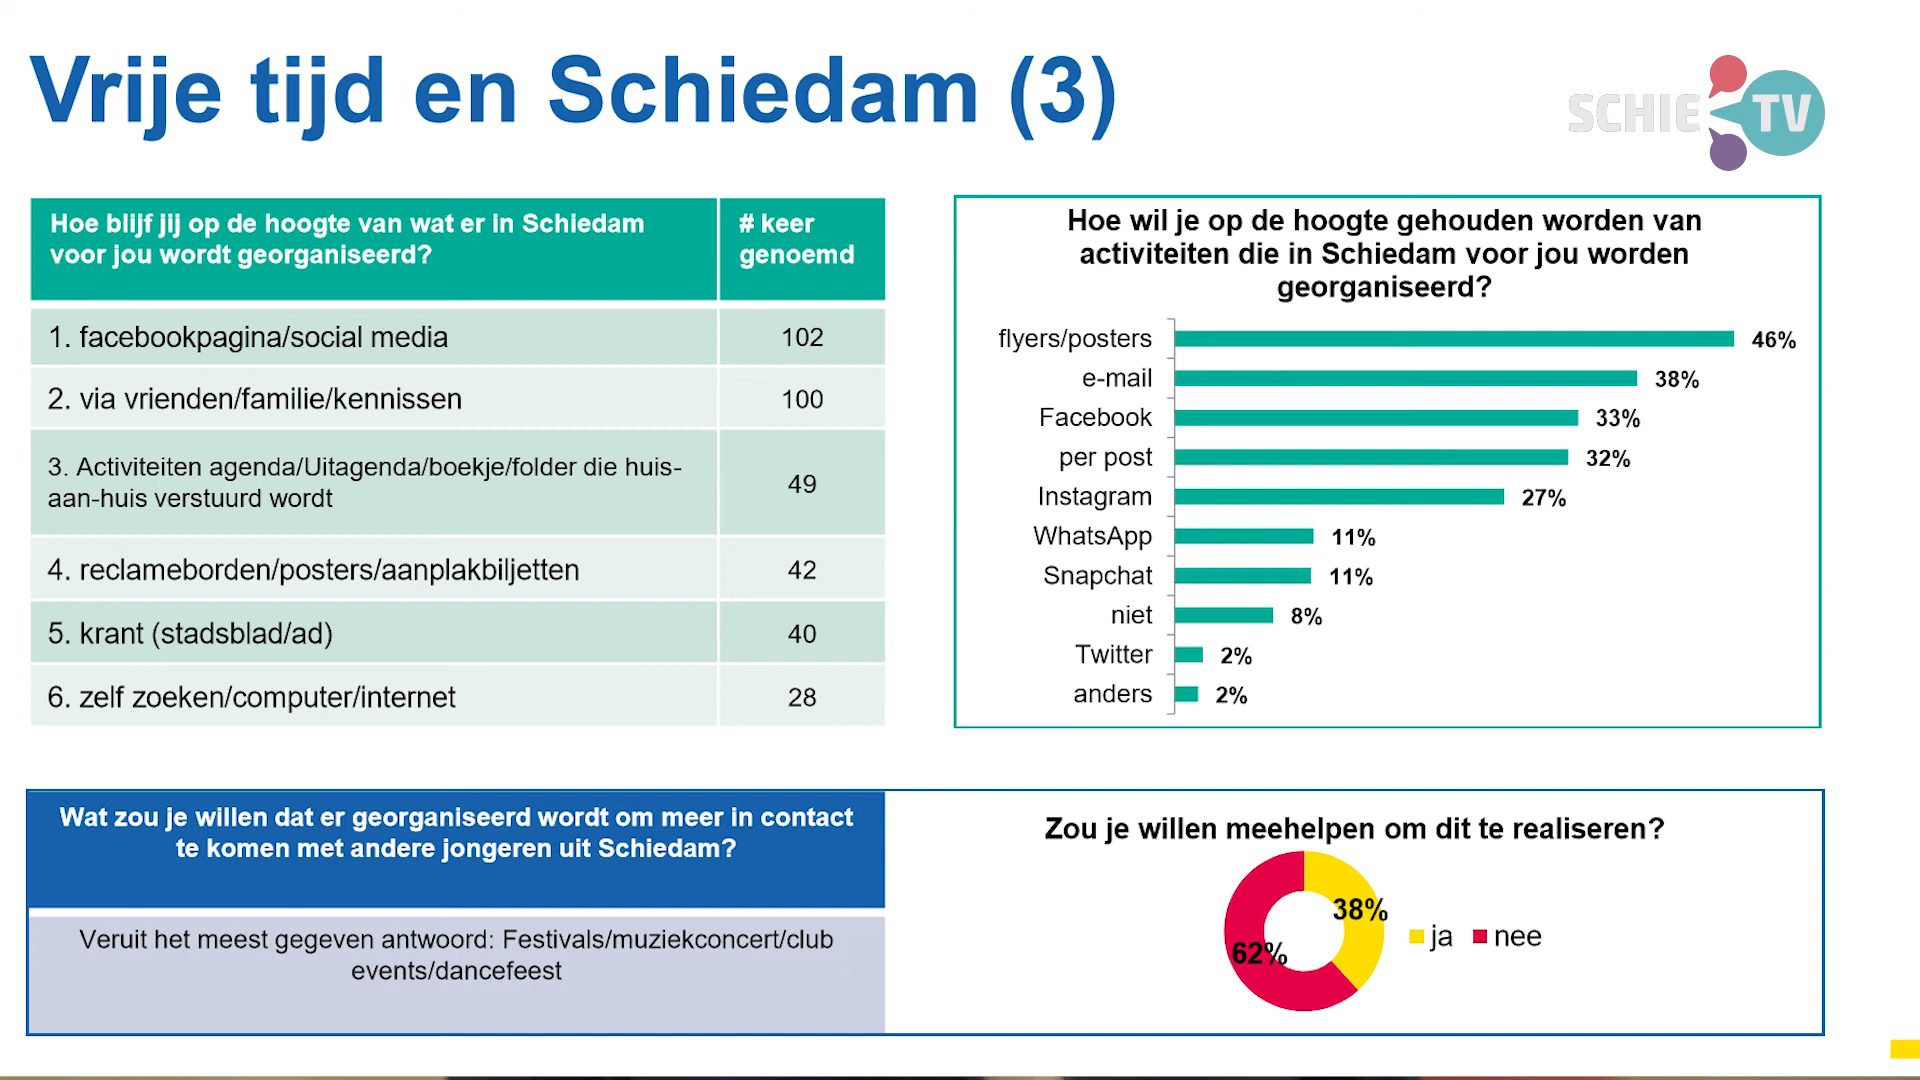 Vrije tijd en Schiedam (3)
SCHIE TV
Hoe blijf jij op de hoogte van wat er in Schiedam
voor jou wordt georganiseerd?
# keer
genoemd
1. facebookpagina/social media
102
2. via vrienden/familie/kennissen
100
3. Activiteiten agenda/Uitagenda/boekje/folder die huis-
aan-huis verstuurd wordt
49
4. reclameborden/posters/aanplakbiljetten
42
5. krant (stadsblad/ad)
40
6. zelf zoeken/computer/internet
28
Hoe wil je op de hoogte gehouden worden van
activiteiten die in Schiedam voor jou worden
georganiseerd?
flyers/posters 46%
e-mail 38%
Facebook 33%
per post 32%
Instagram 27%
WhatsApp 11%
Snapchat 11%
niet 8%
Twitter 2%
anders 2%
Wat zou je willen dat er georganiseerd wordt om meer in contact
te komen met andere jongeren uit Schiedam?
Veruit het meest gegeven antwoord: Festivals/muziekconcert/club
events/dancefeest
Zou je willen meehelpen om dit te realiseren?
38%
62%
ja nee